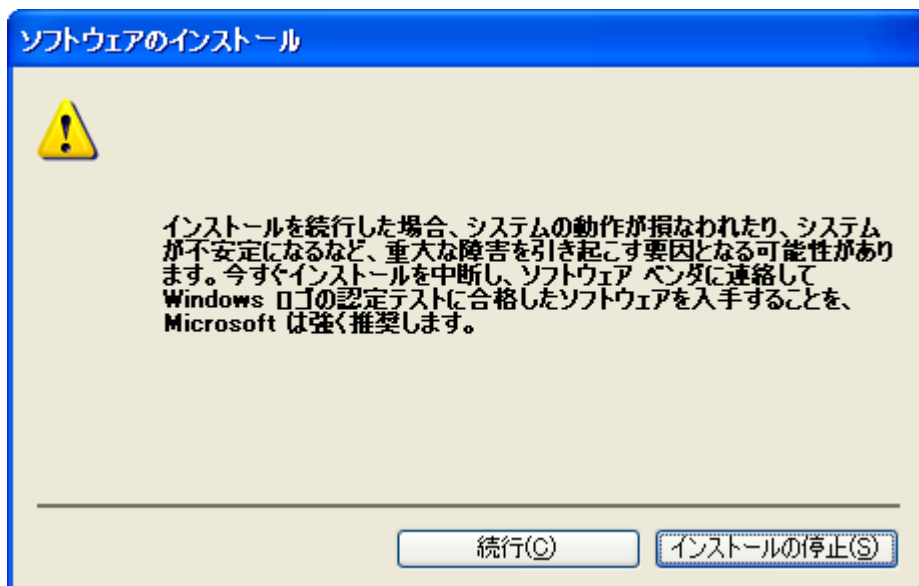 ソフトウェアのインストール
インストールを続行した場合、システムの動作が損なわれたり、システム
が不安定になるなど、重大な障害を引き起こす要因となる可能性があり
ます。今すぐインストールを中断し、ソフトウェア ベンダに連絡して
Windows ロゴの認定テストに合格したソフトウェアを入手することを、
Microsoft は強く推奨します。
続行(C)
インストールの停止(S)